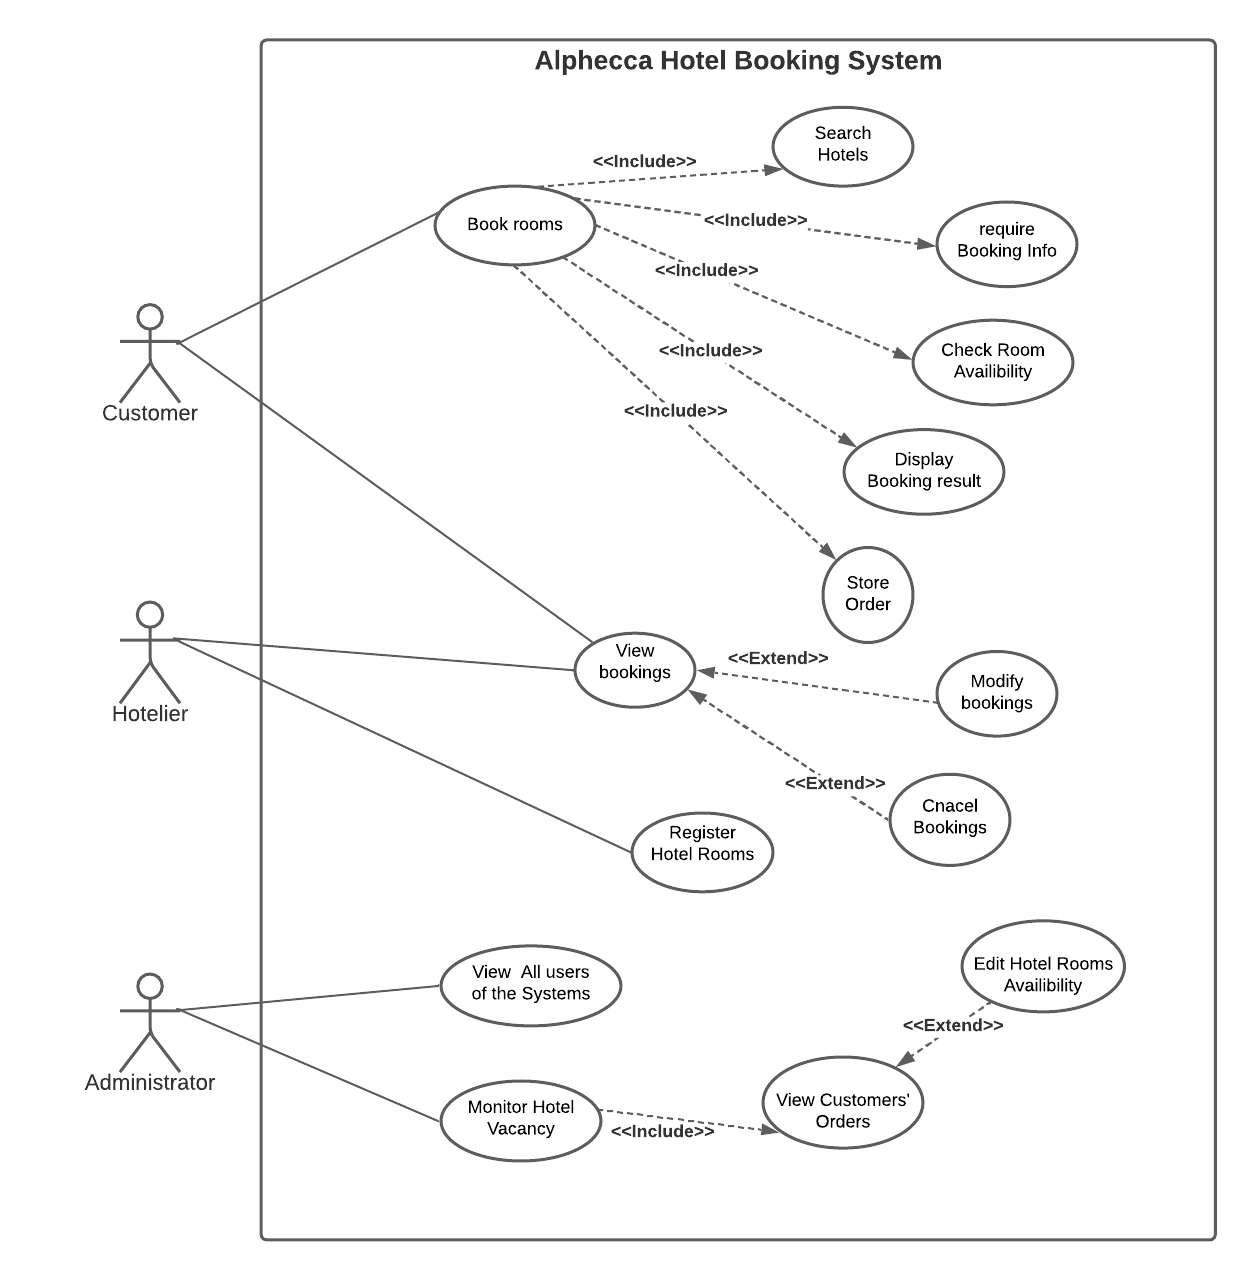 Alphecca Hotel Booking System
Search
Hotels
<<Include>>
Book rooms
<<Include>>
require
Booking Info
<<Include>>
Check Room
Availibility
<<Include>>
Customer
<<Include>>
Display
Booking result
Store
Order
Hotelier
View
bookings
<<Extend>>
Modify
bookings
<<Extend>>
Cnacel
Bookings
Register
Hotel Rooms
View  All users
of the Systems
Edit Hotel Rooms
Availibility
<<Extend>>
Administrator
Monitor Hotel
Vacancy
<<Include>>
View Customers'
Orders